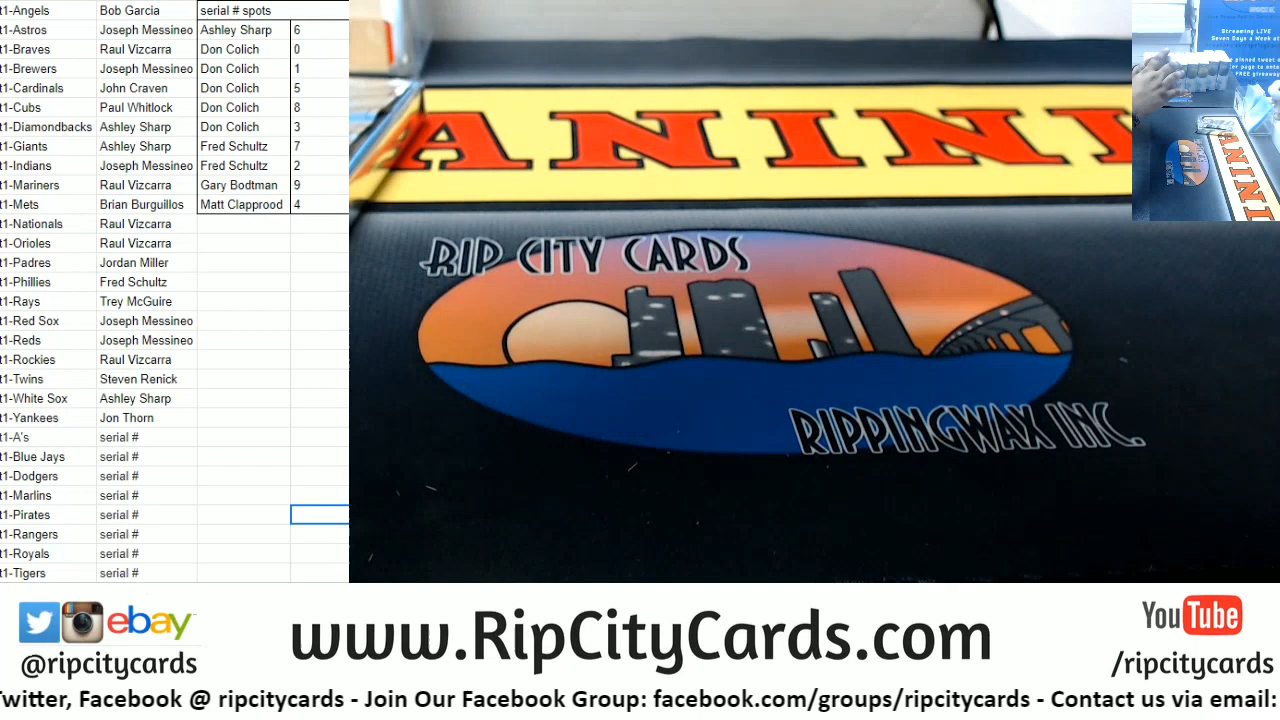 t1-Angels Bob Garcia serial # spots
t1-Astros Joseph Messineo Ashley Sharp 6
t1-Braves Raul Vizcarra Don Colich 0
t1-Brewers Joseph Messineo Don Colich 1
t1-Cardinals John Craven Don Colich 5
t1-Cubs Paul Whitlock Don Colich 8
t1-Diamondbacks Ashley Sharp Don Colich 3
t1-Giants Ashley Sharp Fred Schultz 7
t1-Indians Joseph Messineo Fred Schultz 2
t1-Mariners Raul Vizcarra Gary Bodtman 9
t1-Mets Brian Burguillos Matt Clapprood 4
t1-Nationals Raul Vizcarra
t1-Orioles Raul Vizcarra
t1-Padres Jordan Miller
t1-Phillies Fred Schultz
t1-Rays Trey McGuire
t1-Red Sox Joseph Messineo
t1-Reds Joseph Messineo
t1-Rockies Raul Vizcarra
t1-Twins Steven Renick
t1-White Sox Ashley Sharp
t1-Yankees Jon Thorn
t1-A's serial #
t1-Blue Jays serial #
t1-Dodgers serial #
t1-Marlins serial #
t1-Pirates serial #
t1-Rangers serial #
t1-Royals serial #
t1-Tigers serial #
ANINI
RIP CITY CARDS
RIPPINGWAX INC.
Streaming LIVE
Seven Days a Week at
FREE giveaway
ANINI
ebay
@ripcitycards
www.RipCityCards.com
YouTube
/ripcitycards
Twitter, Facebook @ ripcitycards - Join Our Facebook Group: facebook.com/groups/ripcitycards - Contact us via email: